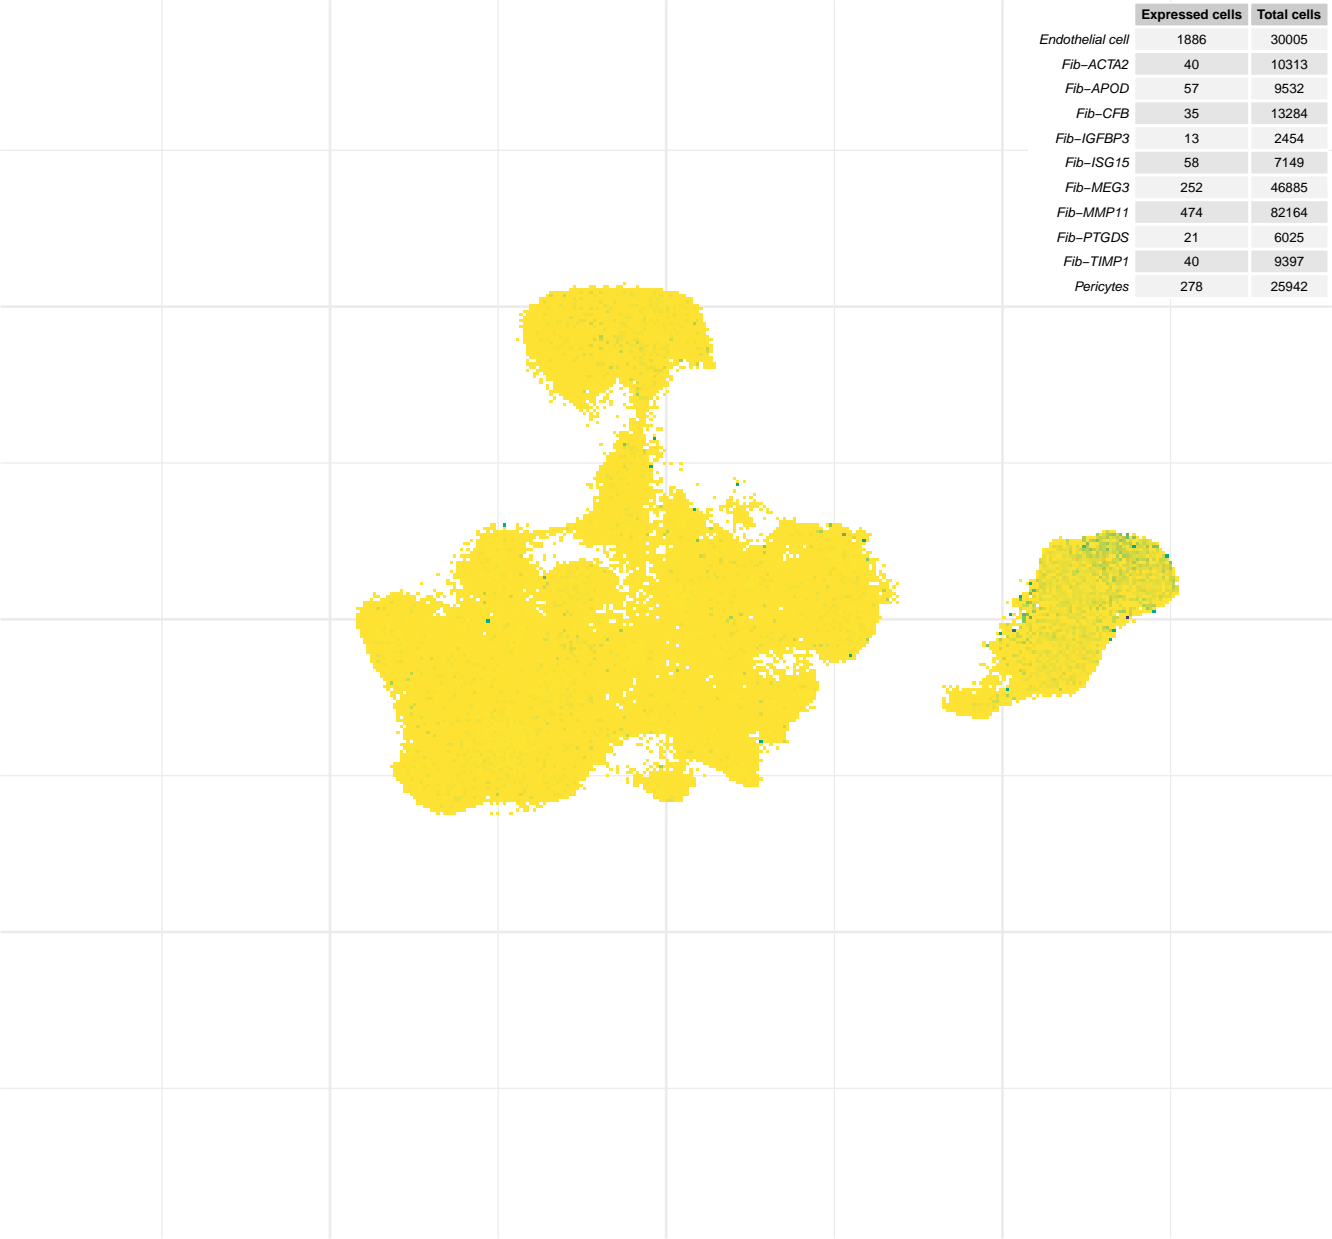 Expressed cells Total cells
Endothelial cell 1886 30005
Fib−ACTA2 40 10313
Fib−APOD 57 9532
Fib−CFB 35 13284
Fib−IGFBP3 13 2454
Fib−ISG15 58 7149
Fib−MEG3 252 46885
Fib−MMP11 474 82164
Fib−PTGDS 21 6025
Fib−TIMP1 40 9397
Pericytes 278 25942